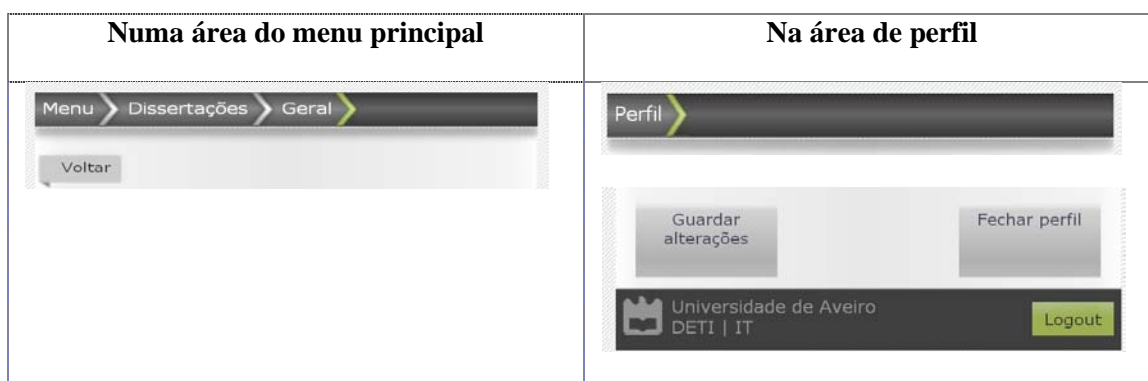 Numa área do menu principal
Na área de perfil
Menu Dissertações Geral
Voltar
Perfil
Guardar
alterações
Fechar perfil
Universidade de Aveiro
DETI | IT
Logout